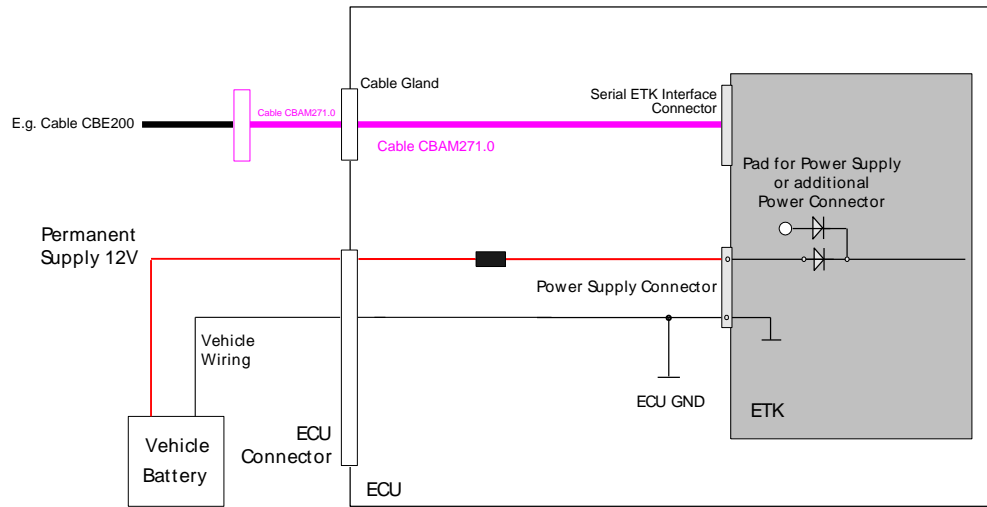 Cable Gland
Serial ETK Interface
Connector
Cable CBAM271.0
E.g. Cable CBE200
Cable CBAM271.0
Pad for Power Supply
or additional
Power Connector
Permanent
Supply 12V
Power Supply Connector
Vehicle
Wiring
ECU GND
ETK
ECU
Connector
Vehicle
Battery
ECU